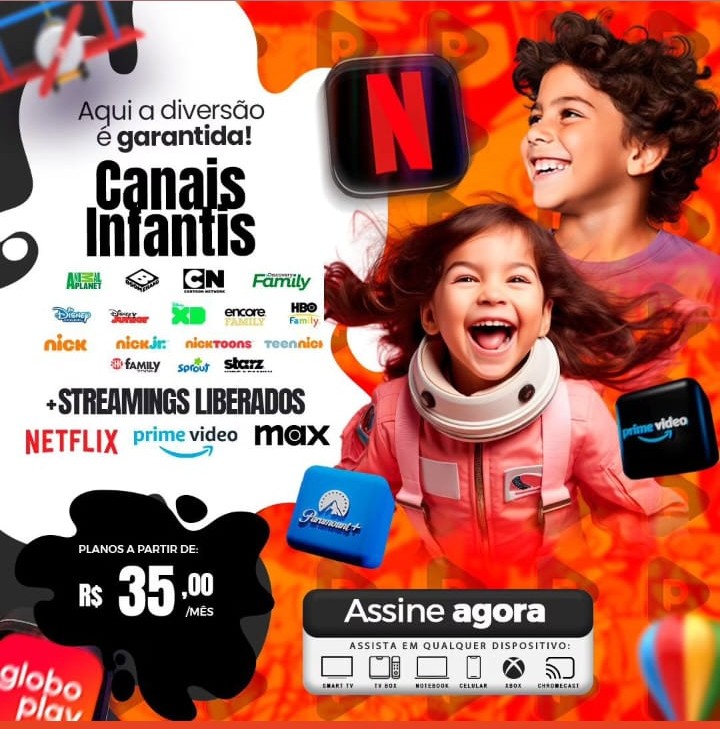 Aqui a diversão
é garantida!
Canais
Infantis
ANIMAL
PLANET
BOOMERANG
CN
CARTOON NETWORK
Discovery
Family
Disney
Disney
Junior
Disney
XD
encore
FAMILY
HBO
Family
nick
nick jr.
nicktoons
teennick
SHO FAMILY
sprout
starz
+STREAMINGS LIBERADOS
NETFLIX
prime video
max
N
prime video
Paramount+
PLANOS A PARTIR DE:
R$ 35,00
/MÊS
Assine agora
ASSISTA EM QUALQUER DISPOSITIVO:
SMART TV
TV BOX
NOTEBOOK
CELULAR
XBOX
CHROMECAST
globo
play